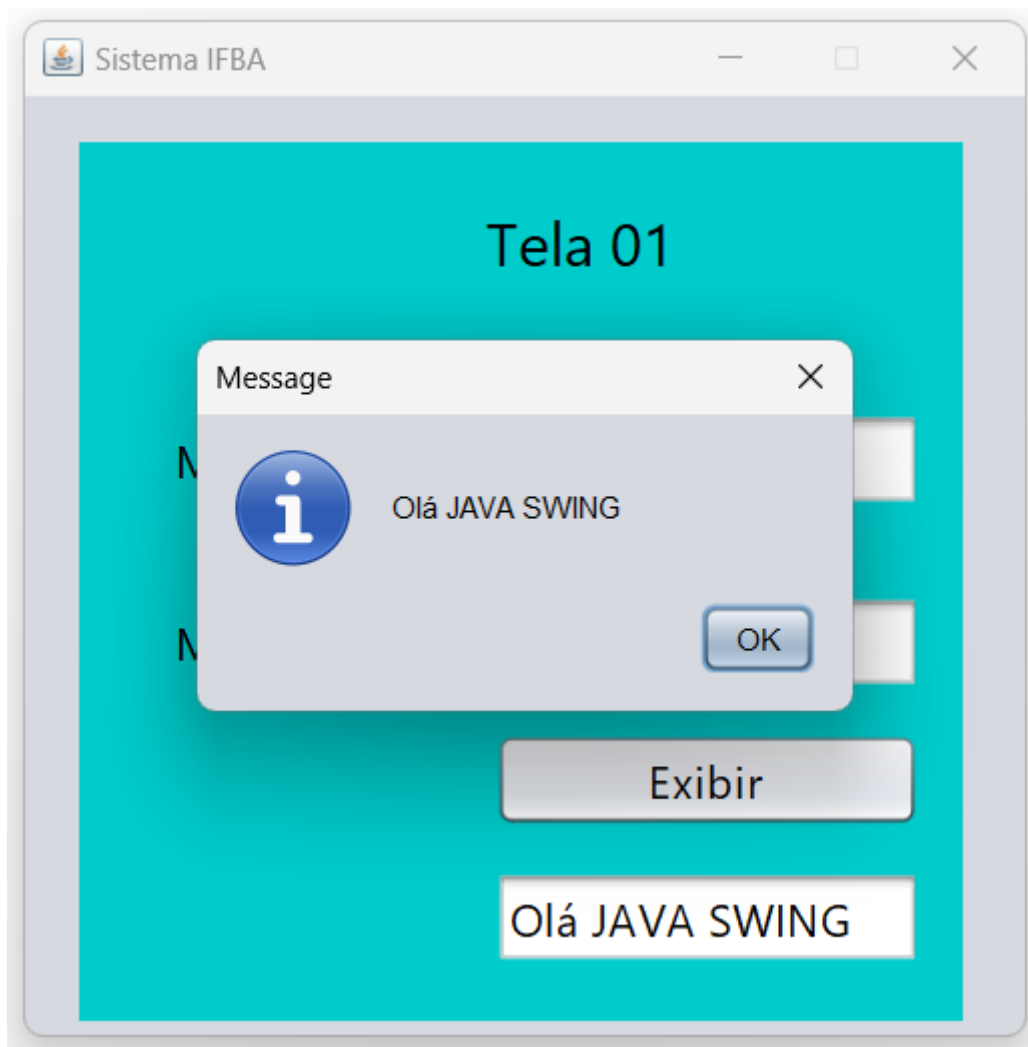 Sistema IFBA
Tela 01
Message
Olá JAVA SWING
OK
Exibir
Olá JAVA SWING